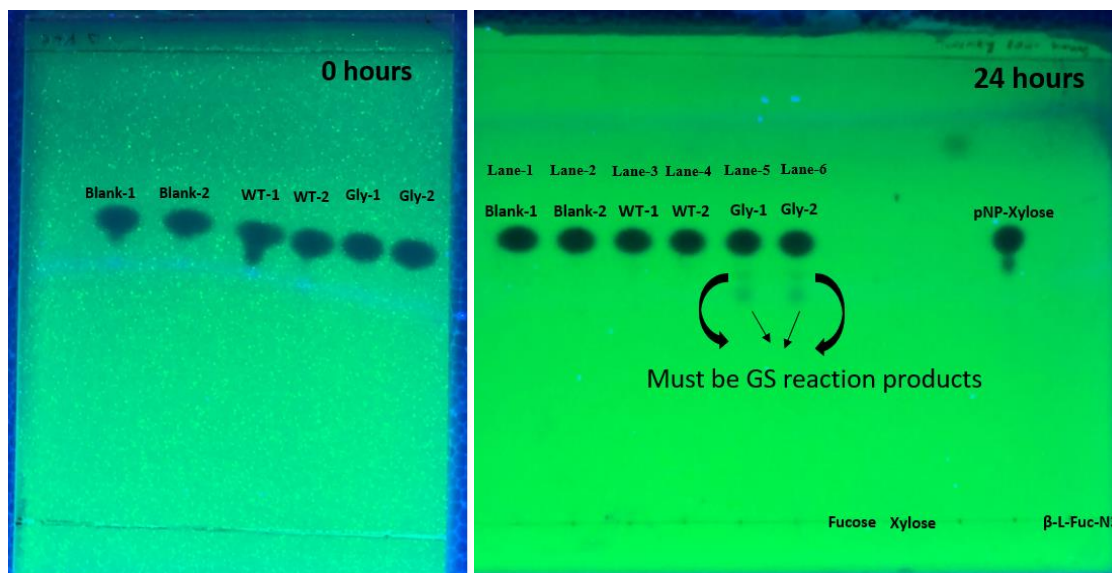 0 hours
Blank-1 Blank-2 WT-1 WT-2 Gly-1 Gly-2
24 hours
Lane-1 Lane-2 Lane-3 Lane-4 Lane-5 Lane-6
Blank-1 Blank-2 WT-1 WT-2 Gly-1 Gly-2 pNP-Xylose
Must be GS reaction products
Fucose Xylose β-L-Fuc-N